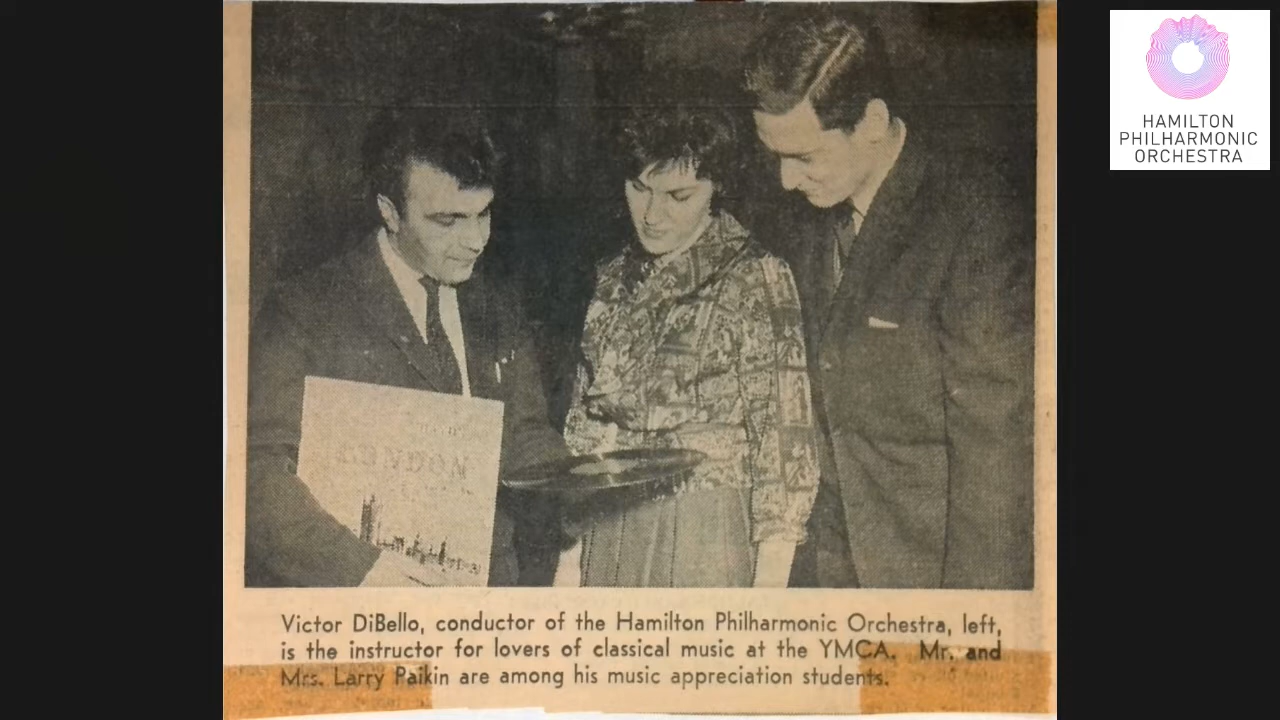 HAMILTON
PHILHARMONIC
ORCHESTRA
LONDON
Victor DiBello, conductor of the Hamilton Philharmonic Orchestra, left,
is the instructor for lovers of classical music at the YMCA. Mr. and
Mrs. Larry Paikin are among his music appreciation students.